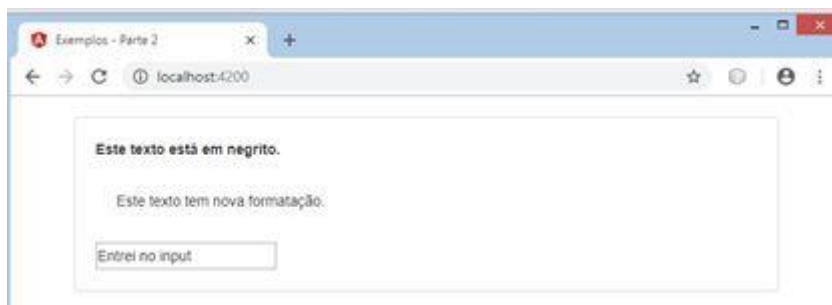 Exemplos - Parte 2
localhost:4200
Este texto está em negrito.
Este texto tem nova formatação.
Entrei no input